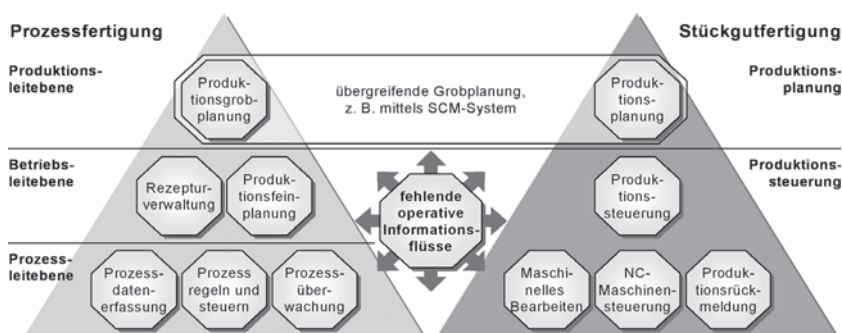 Prozessfertigung
Stückgutfertigung
Produktions-
leitebene
Produk-
tionsgrob-
planung
übergreifende Grobplanung,
z. B. mittels SCM-System
Produk-
tions-
planung
Produktions-
planung
Betriebs-
leitebene
Rezeptur-
verwaltung
Produk-
tionsfein-
planung
fehlende
operative
Informations-
flüsse
Produk-
tions-
steuerung
Produktions-
steuerung
Prozess-
leitebene
Prozess-
daten-
erfassung
Prozess
regeln und
steuern
Prozess-
über-
wachung
Maschi-
nelles
Bearbeiten
NC-
Maschinen-
steuerung
Produk-
tionsrück-
meldung